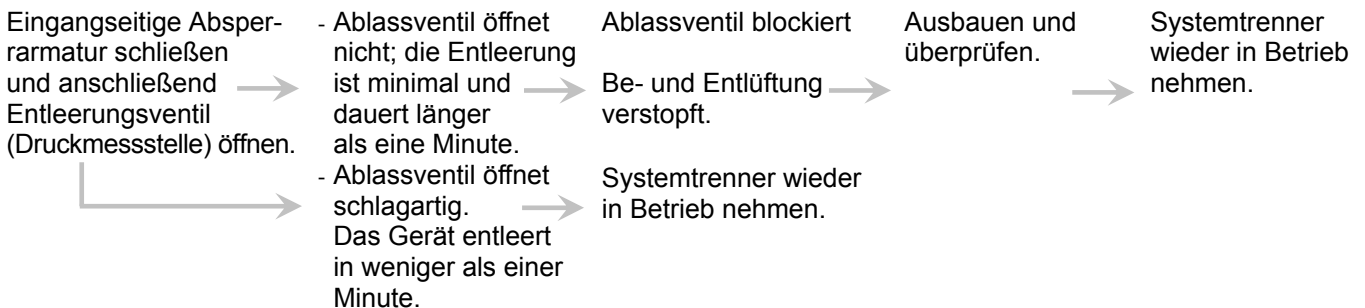 Eingangseitige Absper-
rarmatur schließen
und anschließend
Entleerungsventil
(Druckmessstelle) öffnen.
- Ablassventil öffnet
nicht; die Entleerung
ist minimal und
dauert länger
als eine Minute.
Ablassventil blockiert
Be- und Entlüftung
verstopft.
Ausbauen und
überprüfen.
Systemtrenner
wieder in Betrieb
nehmen.
- Ablassventil öffnet
schlagartig.
Das Gerät entleert
in weniger als einer
Minute.
Systemtrenner wieder
in Betrieb nehmen.